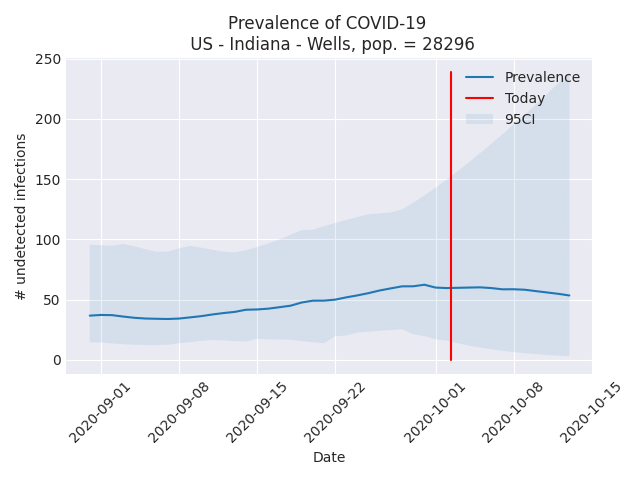 Prevalence of COVID-19
US - Indiana - Wells, pop. = 28296
250
200
150
100
50
0
# undetected infections
Prevalence
Today
95CI
2020-09-01
2020-09-08
2020-09-15
2020-09-22
2020-10-01
2020-10-08
2020-10-15
Date